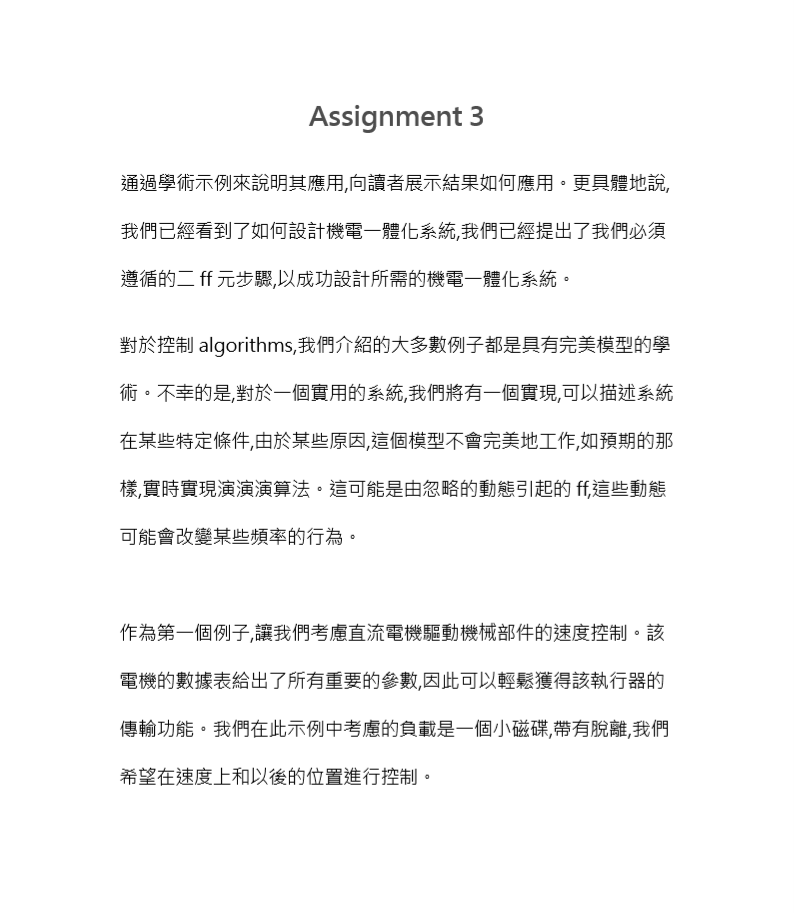 Assignment 3
通過學術示例來說明其應用,向讀者展示結果如何應用。更具體地說,
我們已經看到了如何設計機電一體化系統,我們已經提出了我們必須
遵循的二 ff 元步驟,以成功設計所需的機電一體化系統。
對於控制 algorithms,我們介紹的大多數例子都是具有完美模型的學
術。不幸的是,對於一個實用的系統,我們將有一個實現,可以描述系統
在某些特定條件,由於某些原因,這個模型不會完美地工作,如預期的那
樣,實時實現演演演算法。這可能是由忽略的動態引起的 ff,這些動態
可能會改變某些頻率的行為。
作為第一個例子,讓我們考慮直流電機驅動機械部件的速度控制。該
電機的數據表給出了所有重要的參數,因此可以輕鬆獲得該執行器的
傳輸功能。我們在此示例中考慮的負載是一個小磁碟,帶有脫離,我們
希望在速度上和以後的位置進行控制。